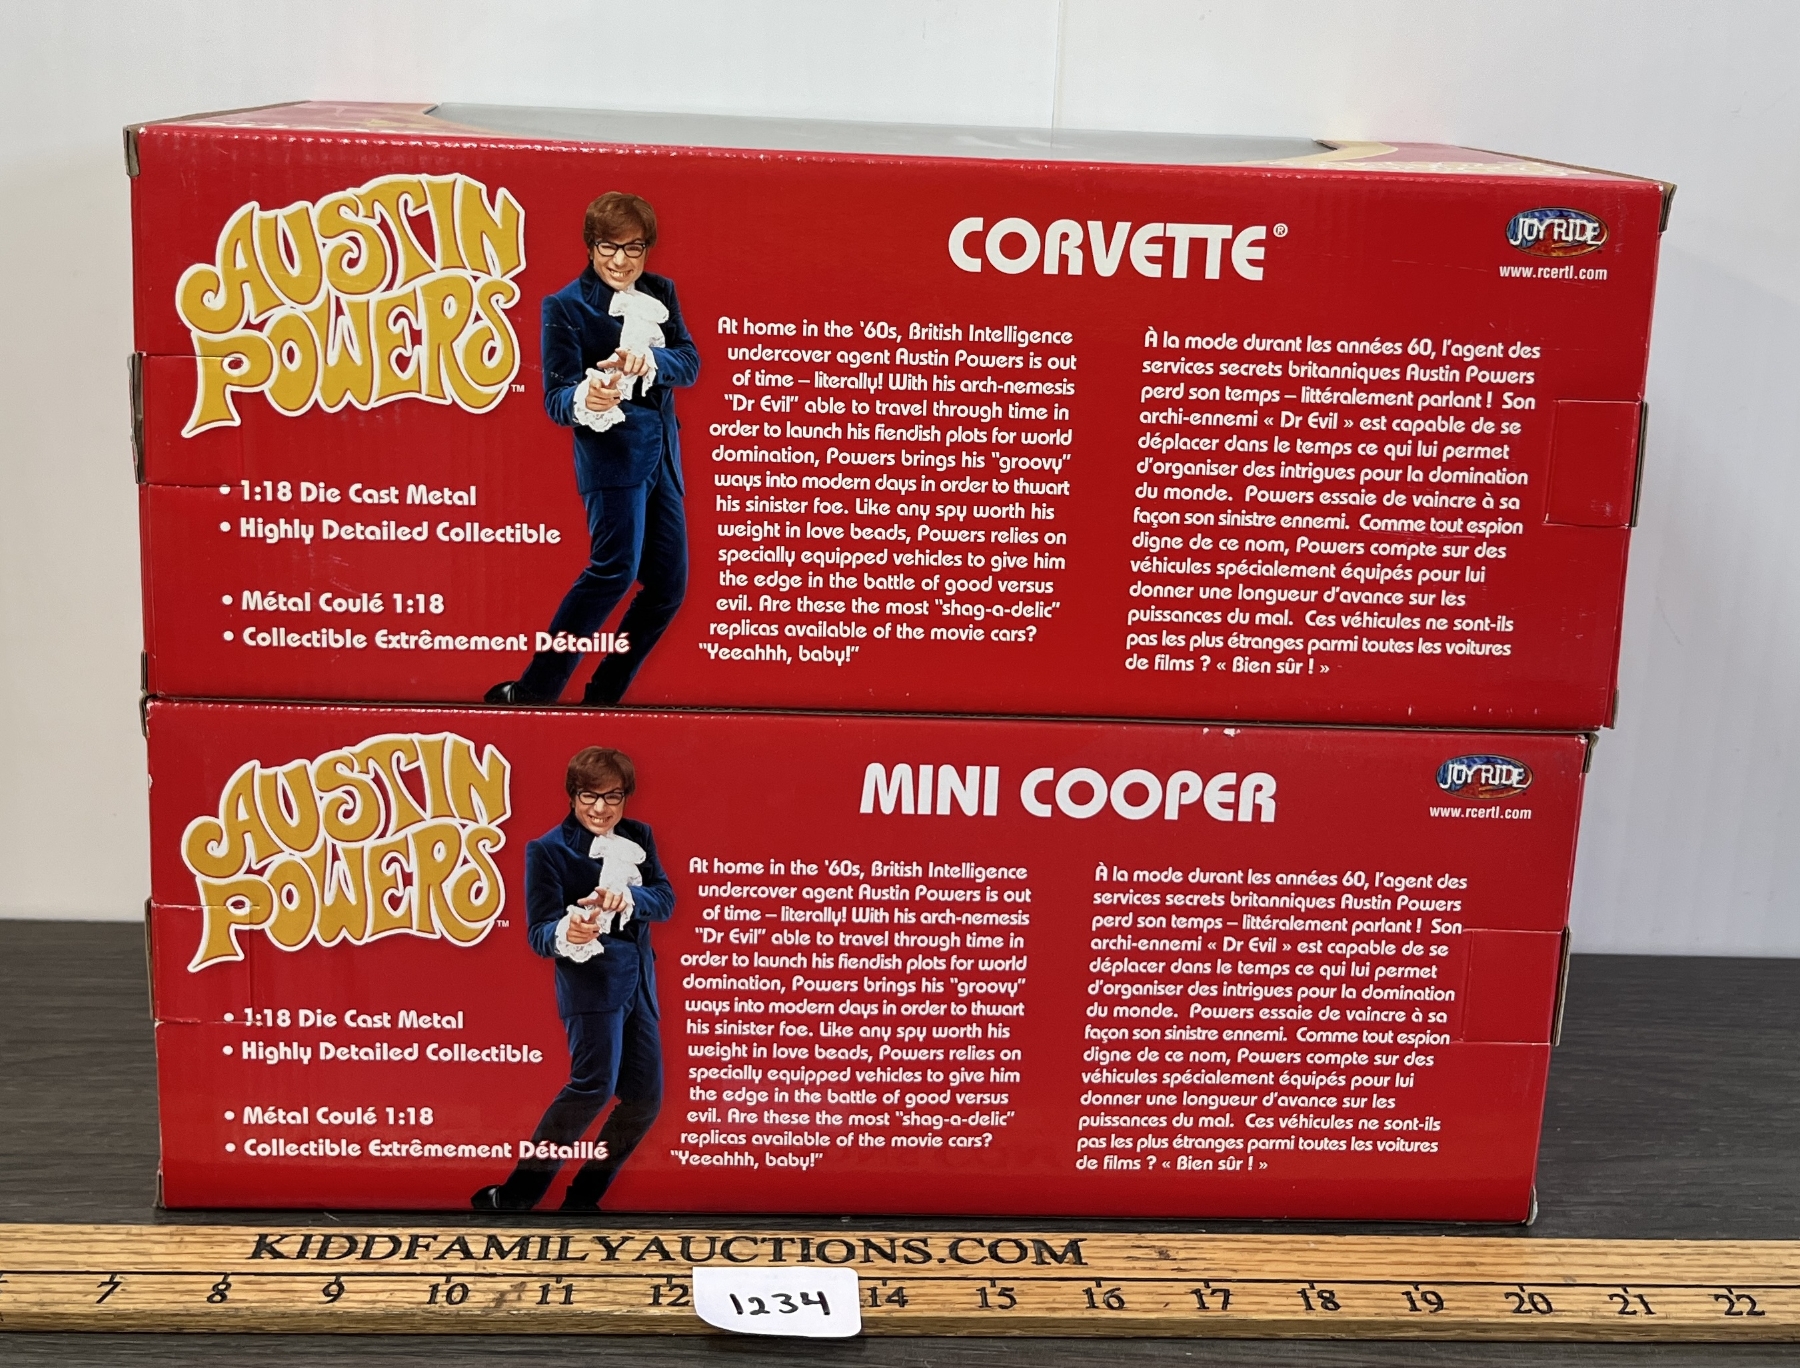 AUSTIN
POWERS™
• 1:18 Die Cast Metal
• Highly Detailed Collectible
• Métal Coulé 1:18
• Collectible Extrêmement Détaillé
CORVETTE®
JOYRIDE
www.rcertl.com
At home in the '60s, British Intelligence
undercover agent Austin Powers is out
of time – literally! With his arch-nemesis
"Dr Evil" able to travel through time in
order to launch his fiendish plots for world
domination, Powers brings his "groovy"
ways into modern days in order to thwart
his sinister foe. Like any spy worth his
weight in love beads, Powers relies on
specially equipped vehicles to give him
the edge in the battle of good versus
evil. Are these the most "shag-a-delic"
replicas available of the movie cars?
"Yeeahhh, baby!"
À la mode durant les années 60, l'agent des
services secrets britanniques Austin Powers
perd son temps – littéralement parlant ! Son
archi-ennemi « Dr Evil » est capable de se
déplacer dans le temps ce qui lui permet
d'organiser des intrigues pour la domination
du monde. Powers essaie de vaincre à sa
façon son sinistre ennemi. Comme tout espion
digne de ce nom, Powers compte sur des
véhicules spécialement équipés pour lui
donner une longueur d'avance sur les
puissances du mal. Ces véhicules ne sont-ils
pas les plus étranges parmi toutes les voitures
de films ? « Bien sûr ! »
AUSTIN
POWERS™
• 1:18 Die Cast Metal
• Highly Detailed Collectible
• Métal Coulé 1:18
• Collectible Extrêmement Détaillé
MINI COOPER
JOYRIDE
www.rcertl.com
At home in the '60s, British Intelligence
undercover agent Austin Powers is out
of time – literally! With his arch-nemesis
"Dr Evil" able to travel through time in
order to launch his fiendish plots for world
domination, Powers brings his "groovy"
ways into modern days in order to thwart
his sinister foe. Like any spy worth his
weight in love beads, Powers relies on
specially equipped vehicles to give him
the edge in the battle of good versus
evil. Are these the most "shag-a-delic"
replicas available of the movie cars?
"Yeeahhh, baby!"
À la mode durant les années 60, l'agent des
services secrets britanniques Austin Powers
perd son temps – littéralement parlant ! Son
archi-ennemi « Dr Evil » est capable de se
déplacer dans le temps ce qui lui permet
d'organiser des intrigues pour la domination
du monde. Powers essaie de vaincre à sa
façon son sinistre ennemi. Comme tout espion
digne de ce nom, Powers compte sur des
véhicules spécialement équipés pour lui
donner une longueur d'avance sur les
puissances du mal. Ces véhicules ne sont-ils
pas les plus étranges parmi toutes les voitures
de films ? « Bien sûr ! »
KIDDFAMILYAUCTIONS.COM
7 8 9 10 11 12 14 15 16 17 18 19 20 21 22
1234